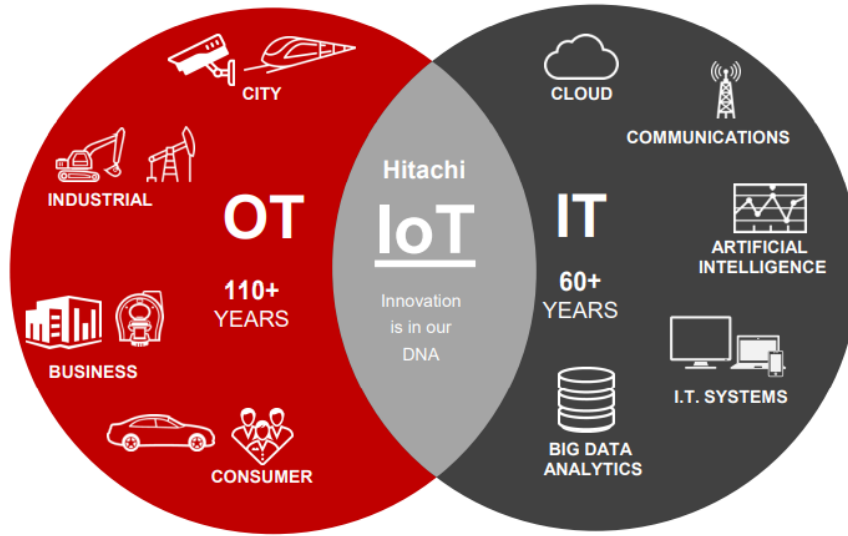 CITY
INDUSTRIAL
OT
110+
YEARS
BUSINESS
CONSUMER
Hitachi
IoT
Innovation
is in our
DNA
CLOUD
COMMUNICATIONS
IT
60+
YEARS
ARTIFICIAL
INTELLIGENCE
I.T. SYSTEMS
BIG DATA
ANALYTICS